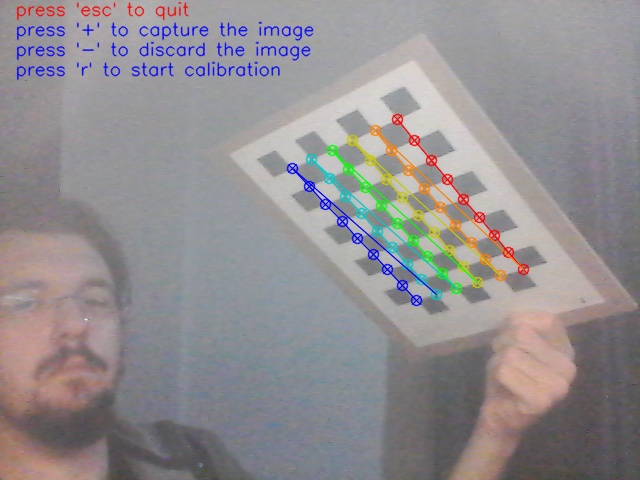 press 'esc' to quit
press '+' to capture the image
press '-' to discard the image
press 'r' to start calibration